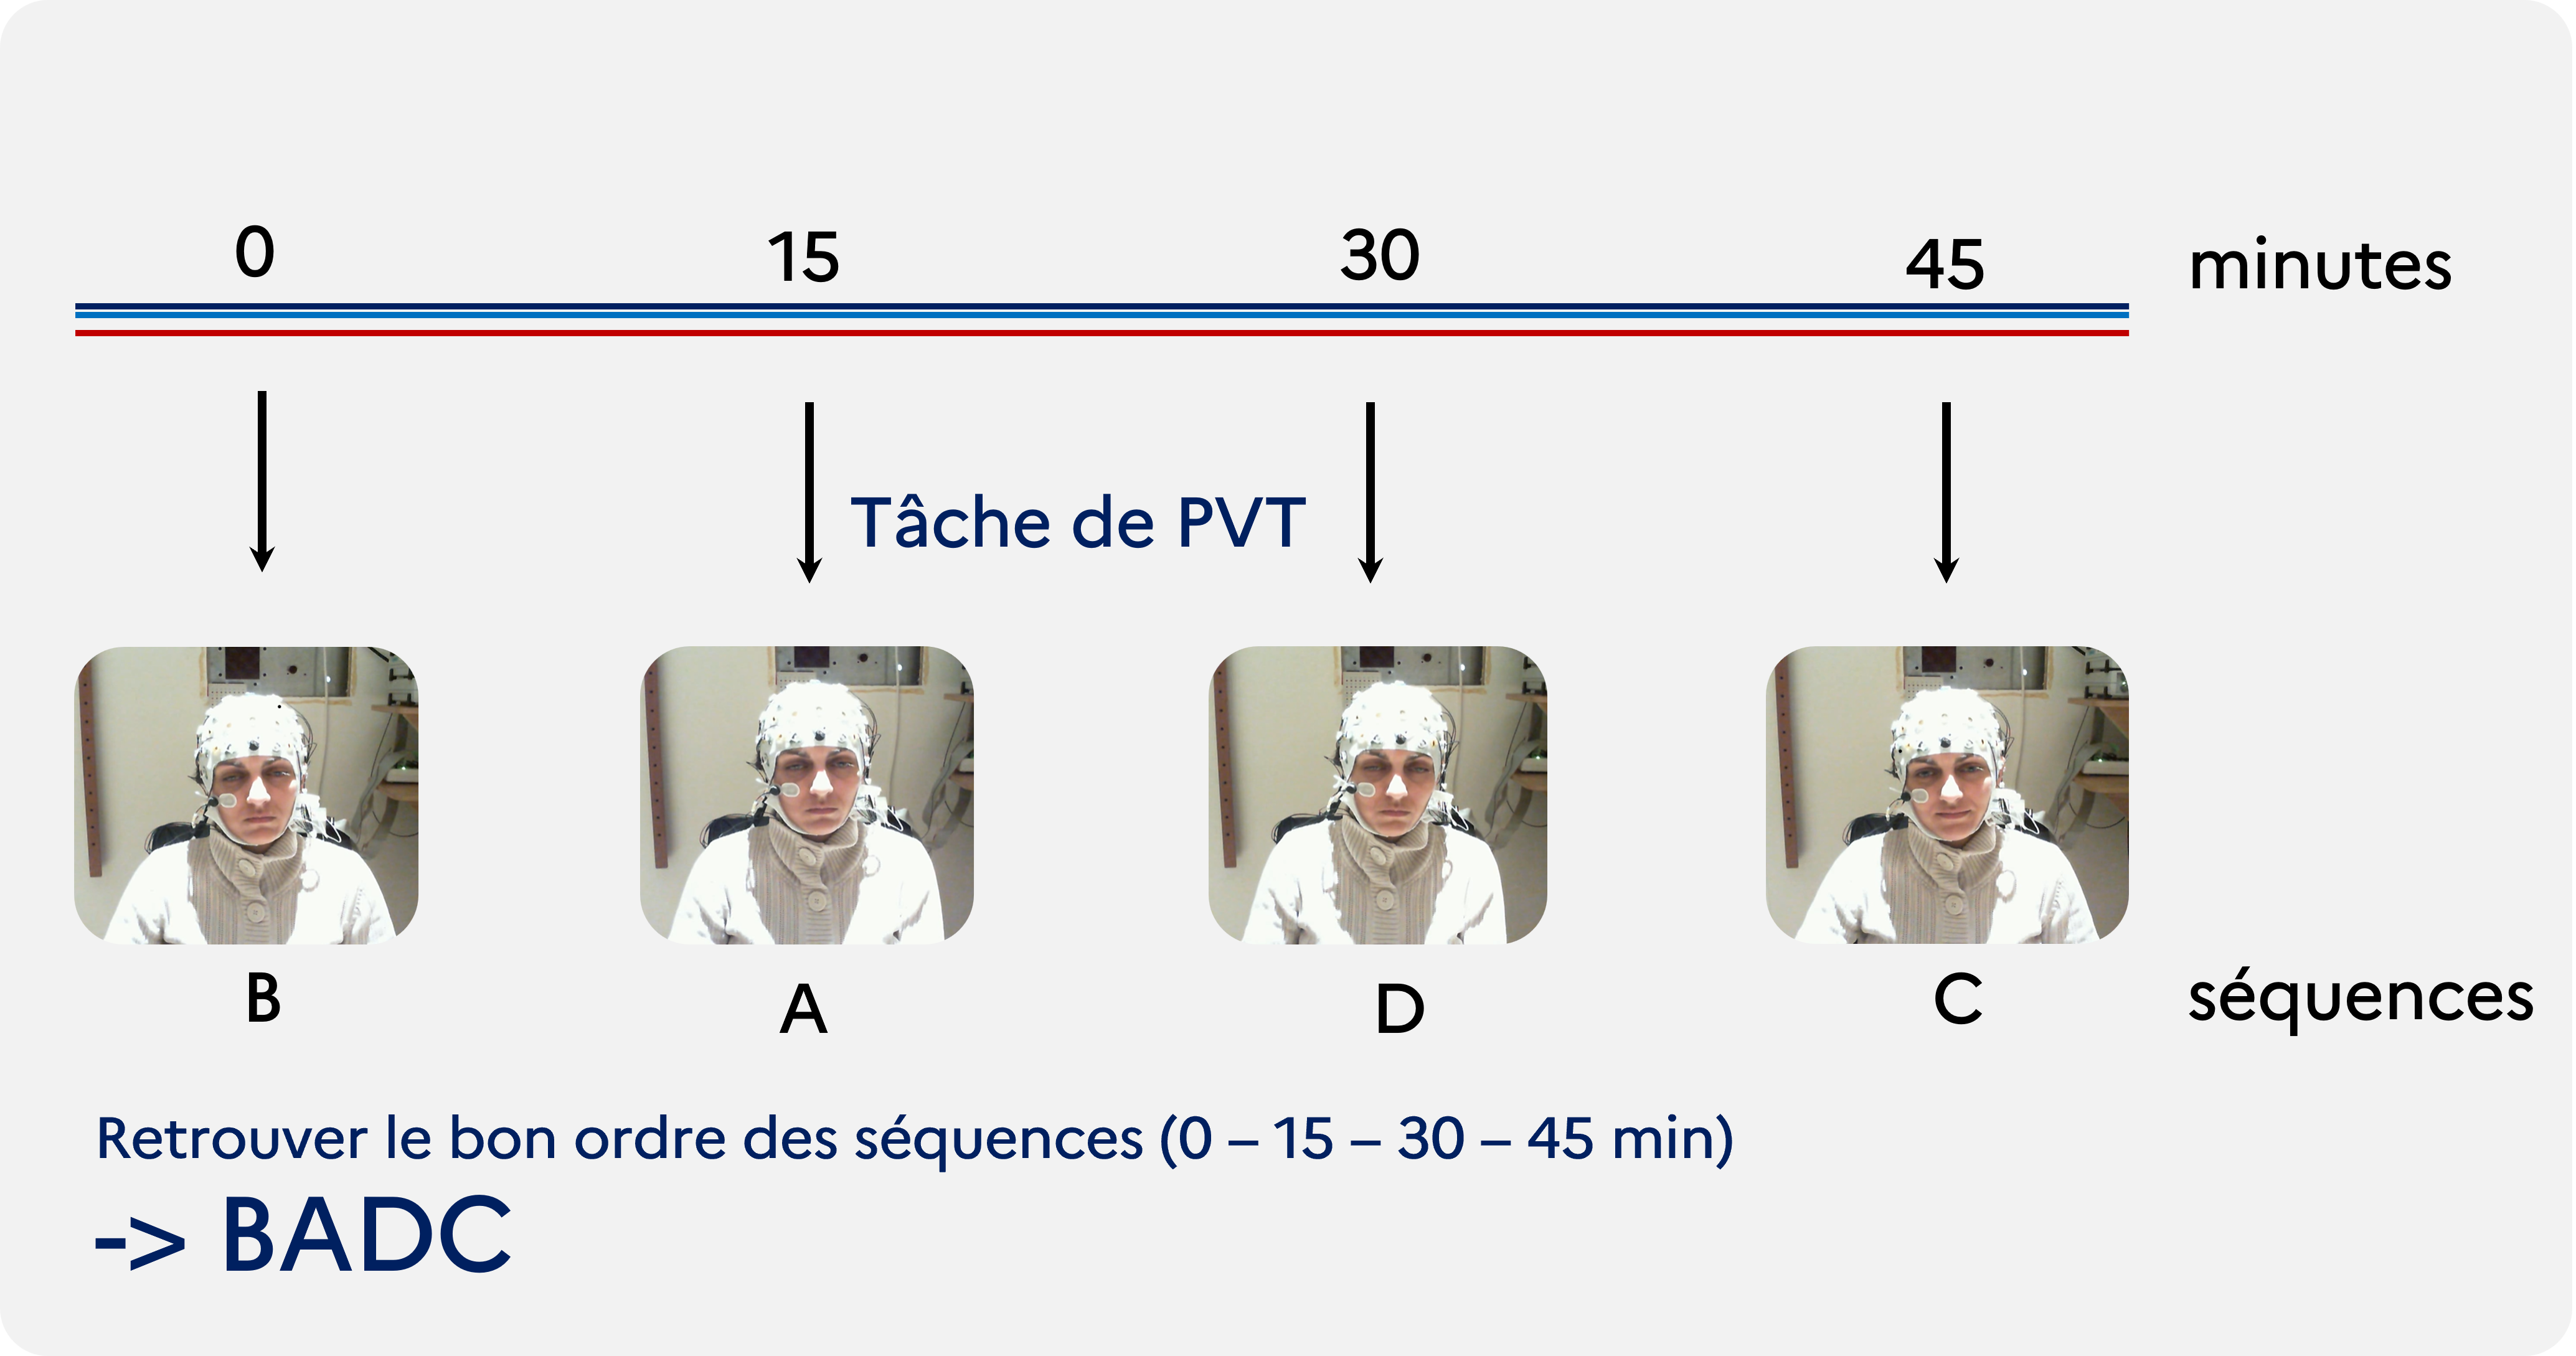 0 15 30 45 minutes
Tâche de PVT
B A D C séquences
Retrouver le bon ordre des séquences (0 – 15 – 30 – 45 min)
-> BADC